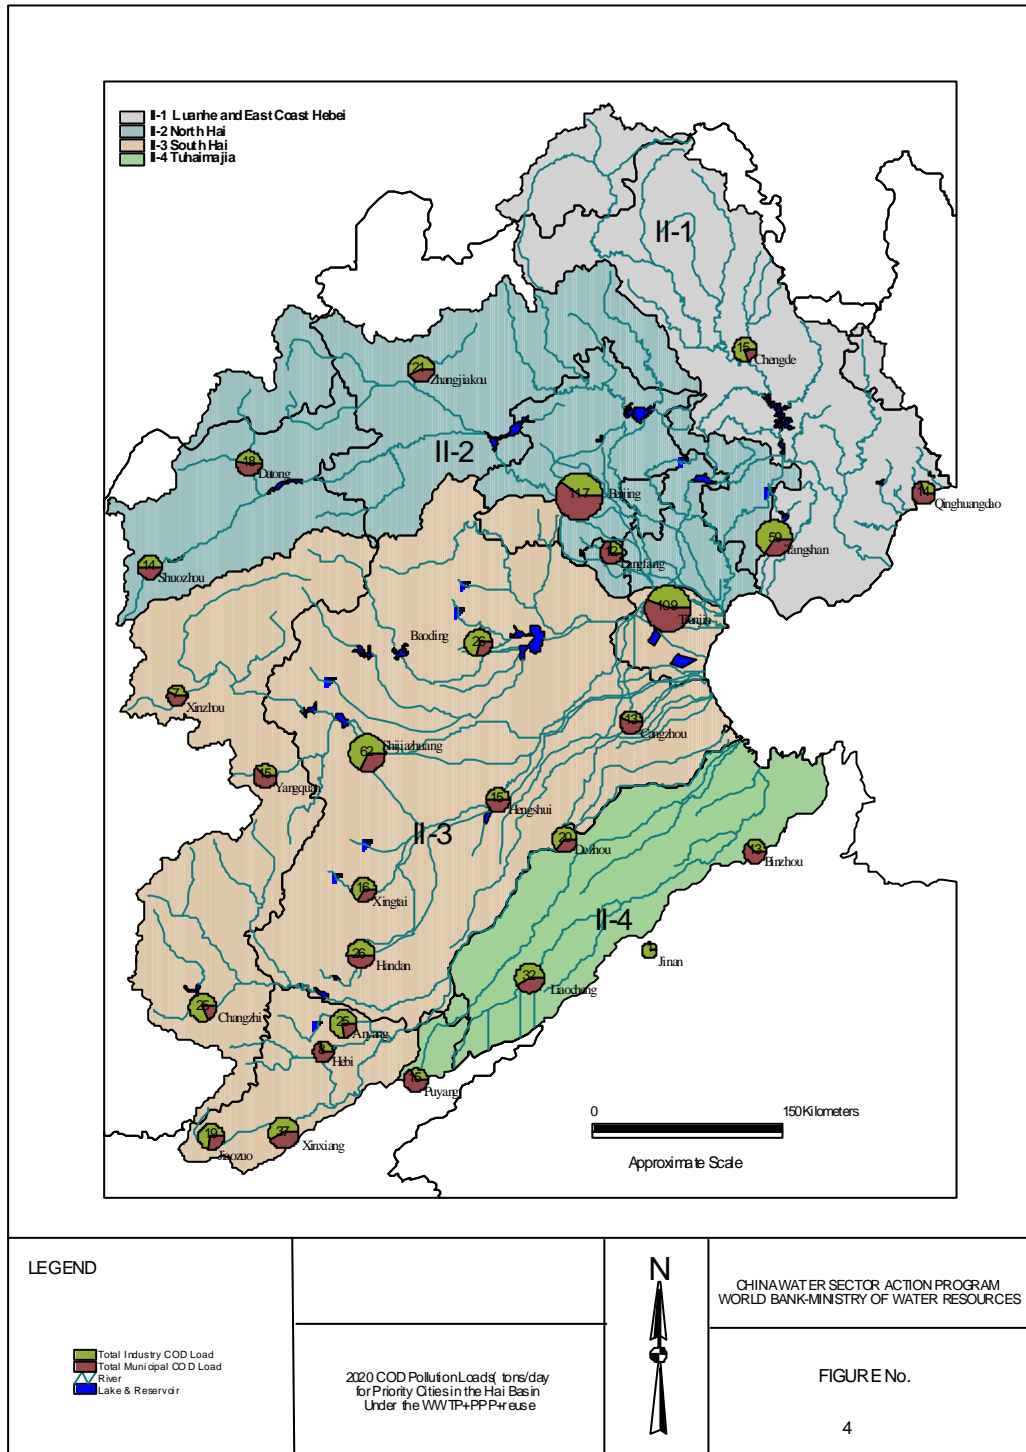 II-1 Luanhe and East Coast Hebei
II-2 North Hai
II-3 South Hai
II-4 Tuhaimajia
II-1
15
Chengde
21
Zhangjiakou
II-2
18
Datong
117
Beijing
14
Qinghuangdao
59
Tangshan
12
Langfang
14
Shuozhou
109
Tianjin
Baoding
26
7
Xinzhou
13
Cangzhou
Shijiazhuang
62
15
Yangquan
15
Hengshui
II-3
20
Dezhou
13
Binzhou
16
Xingtai
II-4
Jinan
26
Handan
32
Liaocheng
Changzhi
25
Anyang
8
Hebi
15
Puyang
0
150 Kilometers
19
Jiaozuo
37
Xinxiang
Approximate Scale
LEGEND
Total Industry COD Load
Total Municipal COD Load
River
Lake & Reservoir
2020 COD Pollution Loads( tons/day
for Priority Cities in the Hai Basin
Under the WWTP+PPP+reuse
N
CHINA WATER SECTOR ACTION PROGRAM
WORLD BANK-MINISTRY OF WATER RESOURCES
FIGURE No.
4